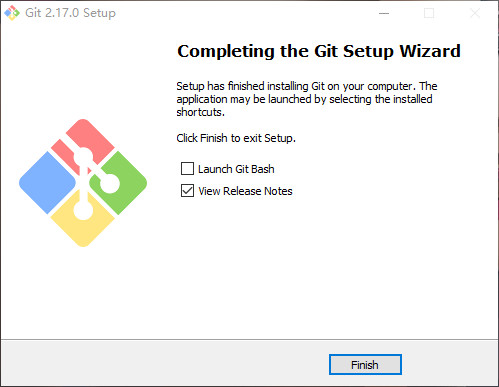 Git 2.17.0 Setup
Completing the Git Setup Wizard
Setup has finished installing Git on your computer. The
application may be launched by selecting the installed
shortcuts.
Click Finish to exit Setup.
Launch Git Bash
View Release Notes
Finish